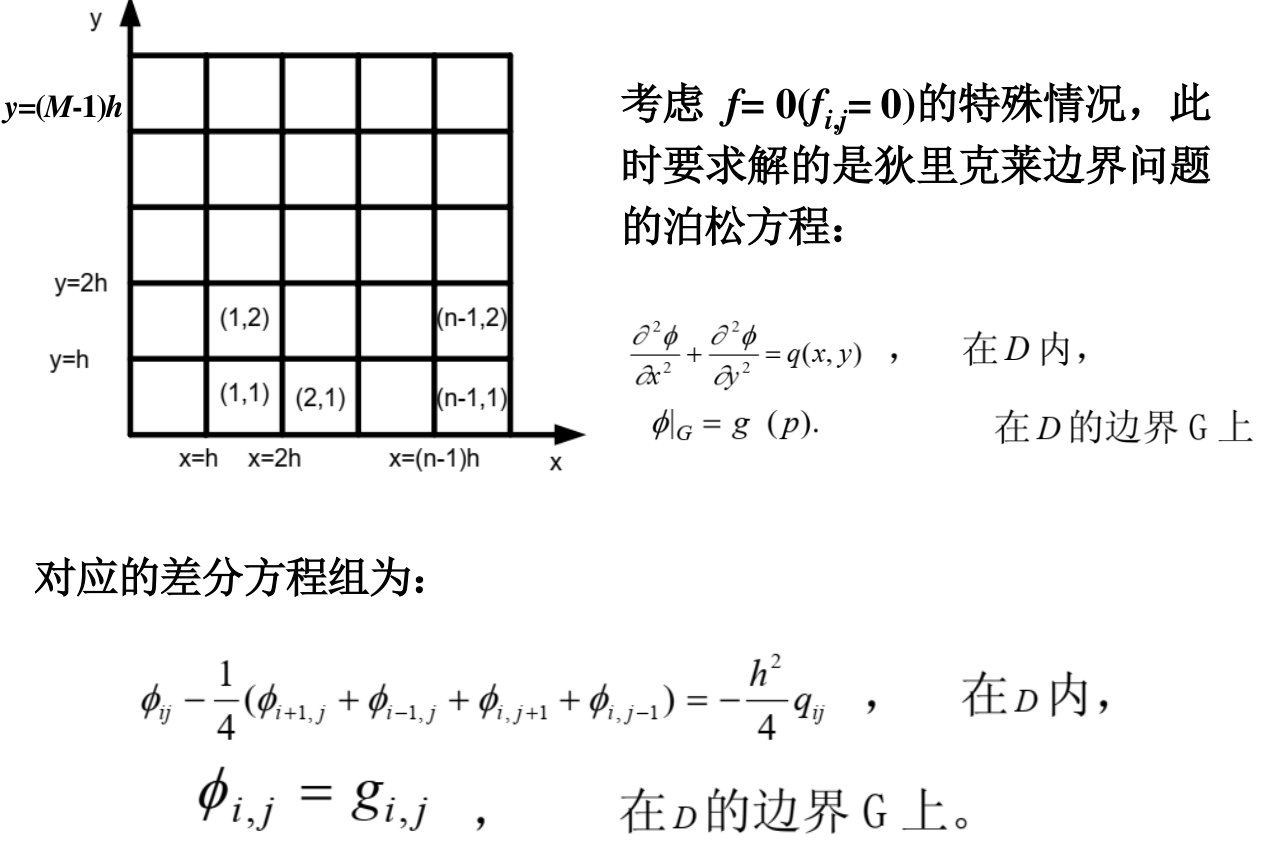 y
y=(M-1)h
y=2h
y=h
(1,2)
(n-1,2)
(1,1)
(2,1)
(n-1,1)
x=h
x=2h
x=(n-1)h
x
考虑 f= 0(f_{i,j}= 0)的特殊情况，此
时要求解的是狄里克莱边界问题
的泊松方程：
∂²ϕ/∂x² + ∂²ϕ/∂y² = q(x, y) ， 在D内，
ϕ|_G = g (p). 在D的边界G上
对应的差分方程组为：
ϕ_{ij} − 1/4(ϕ_{i+1,j} + ϕ_{i−1,j} + ϕ_{i,j+1} + ϕ_{i,j−1}) = −h²/4 q_{ij} ， 在D内，
ϕ_{i,j} = g_{i,j} ， 在D的边界G上。